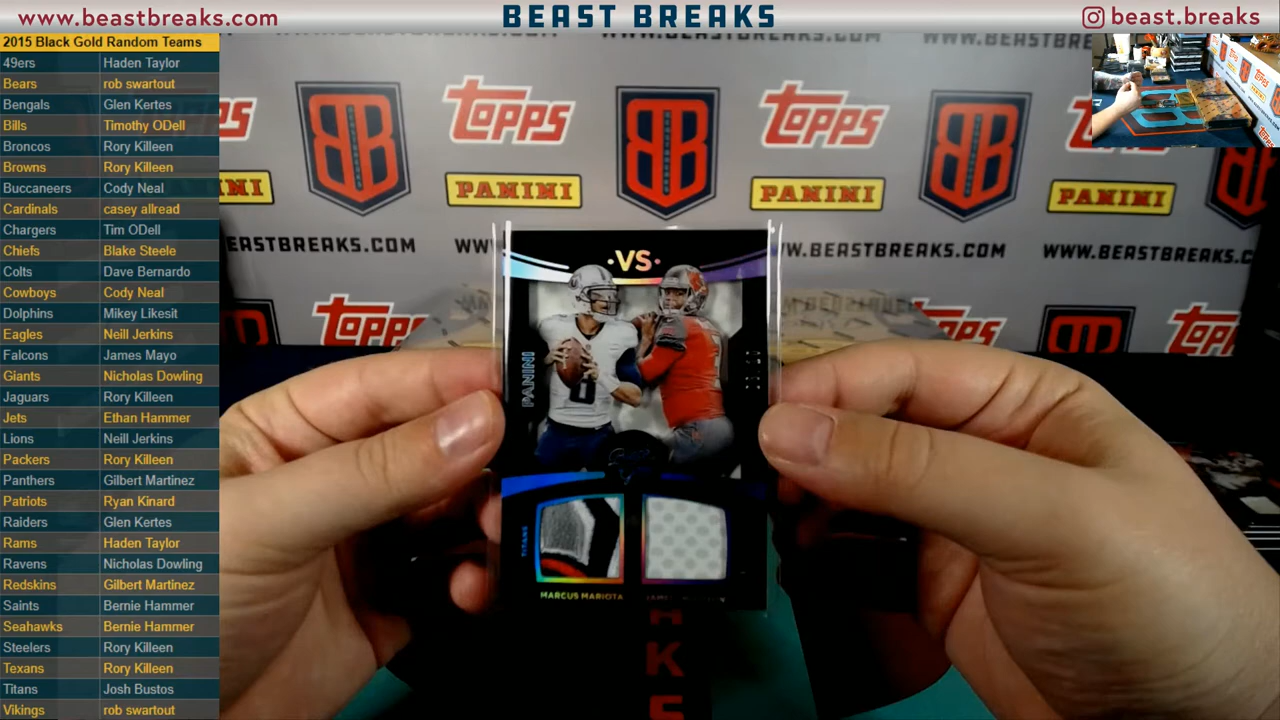 www.beastbreaks.com
BEAST BREAKS
beast.breaks
2015 Black Gold Random Teams
49ers Haden Taylor
Bears rob swartout
Bengals Glen Kertes
Bills Timothy ODell
Broncos Rory Killeen
Browns Rory Killeen
Buccaneers Cody Neal
Cardinals casey allread
Chargers Tim ODell
Chiefs Blake Steele
Colts Dave Bernardo
Cowboys Cody Neal
Dolphins Mikey Likesit
Eagles Neill Jerkins
Falcons James Mayo
Giants Nicholas Dowling
Jaguars Rory Killeen
Jets Ethan Hammer
Lions Neill Jerkins
Packers Rory Killeen
Panthers Gilbert Martinez
Patriots Ryan Kinard
Raiders Glen Kertes
Rams Haden Taylor
Ravens Nicholas Dowling
Redskins Gilbert Martinez
Saints Bernie Hammer
Seahawks Bernie Hammer
Steelers Rory Killeen
Texans Rory Killeen
Titans Josh Bustos
Vikings rob swartout
WWW.BEASTBREAKS.COM
topps
topps
PANINI
PANINI
PANINI
BEASTBREAKS.COM
WWW.BEASTBREAKS.COM
topps
VS
PANINI
8
TITANS
MARCUS MARIOTA